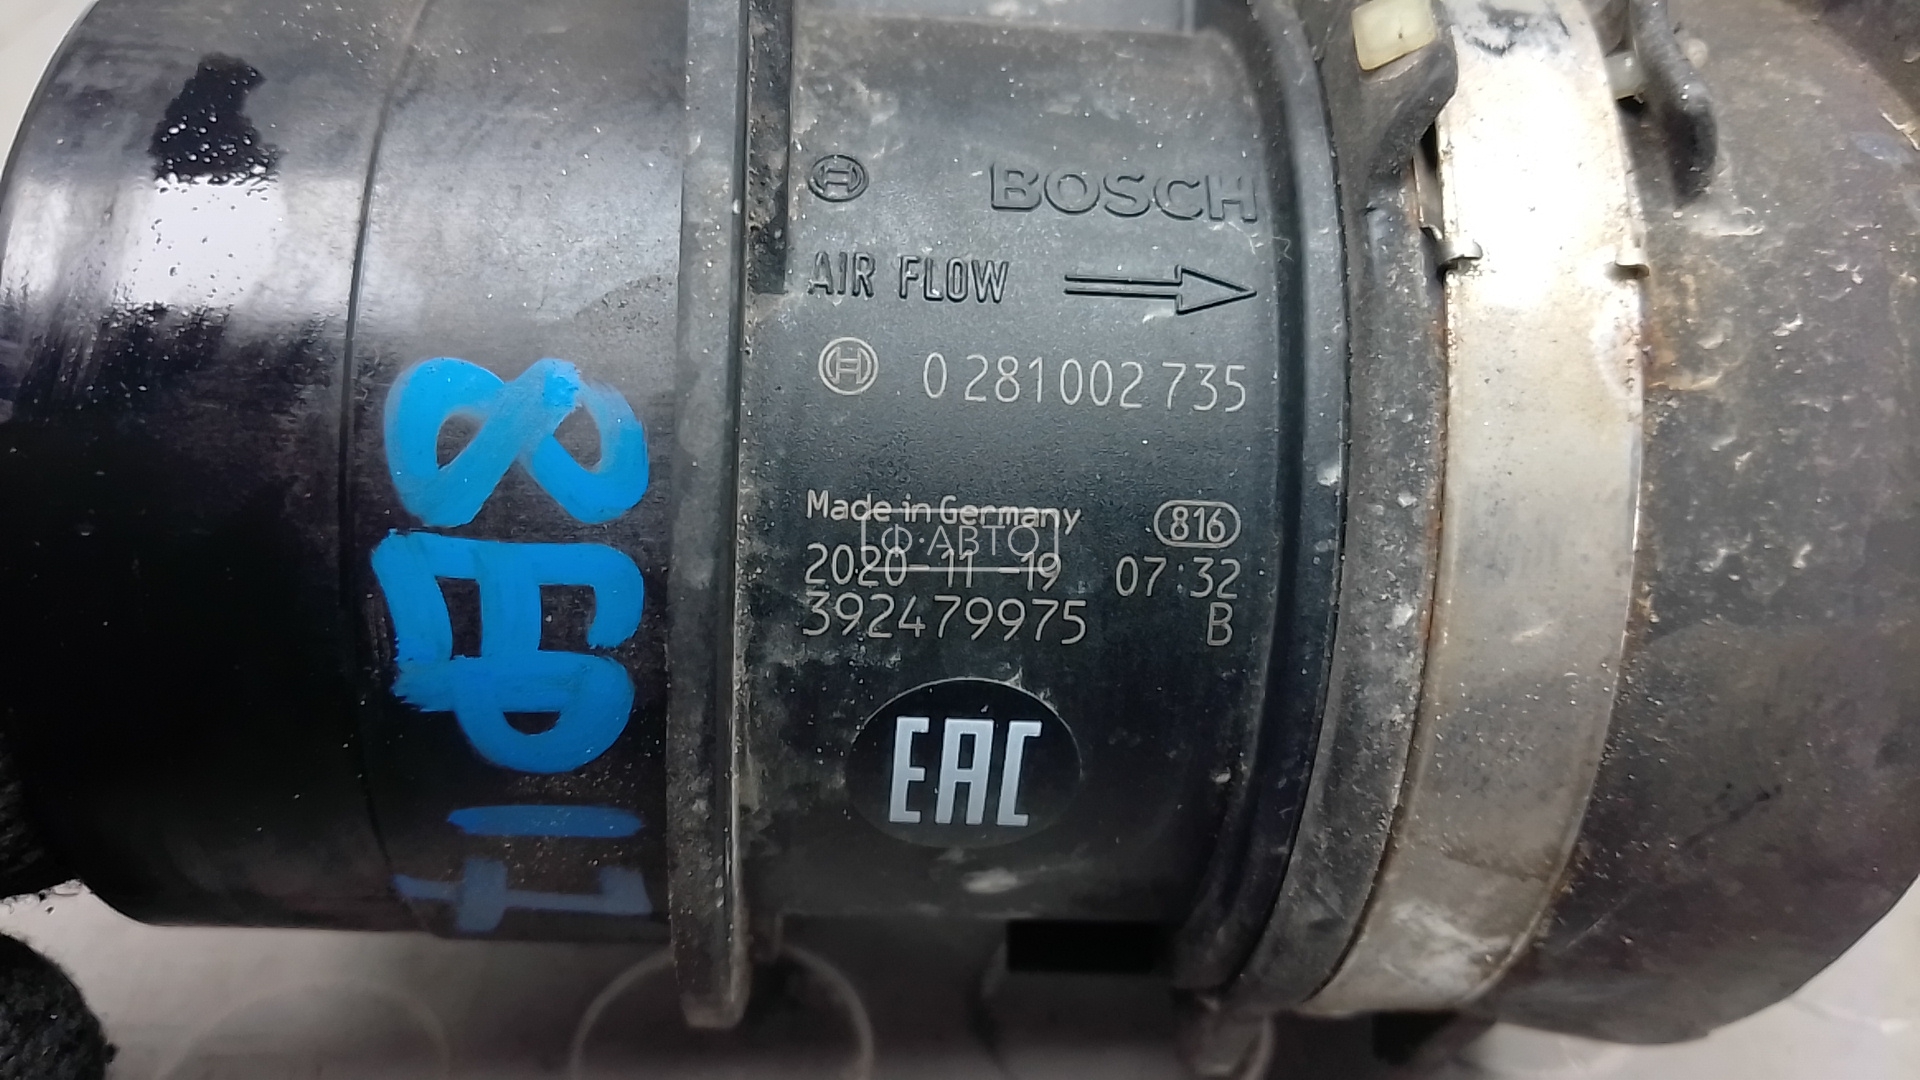 BOSCH
AIR FLOW
0 281 002 735
Made in Germany
816
Ф·АВТО
2020-11-19 07:32
392479975 B
EAC